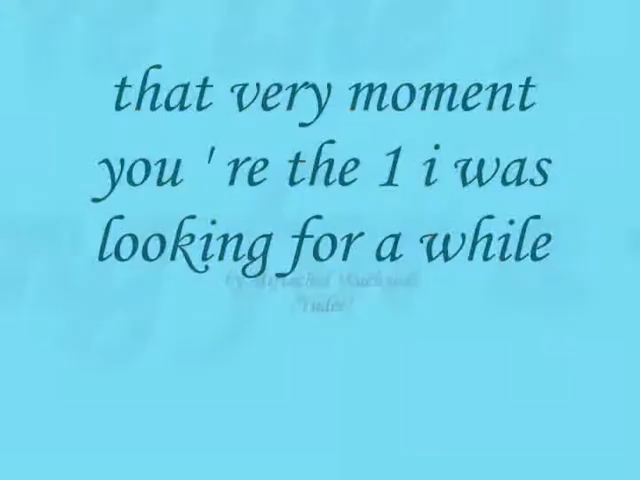 that very moment
you ' re the 1 i was
looking for a while